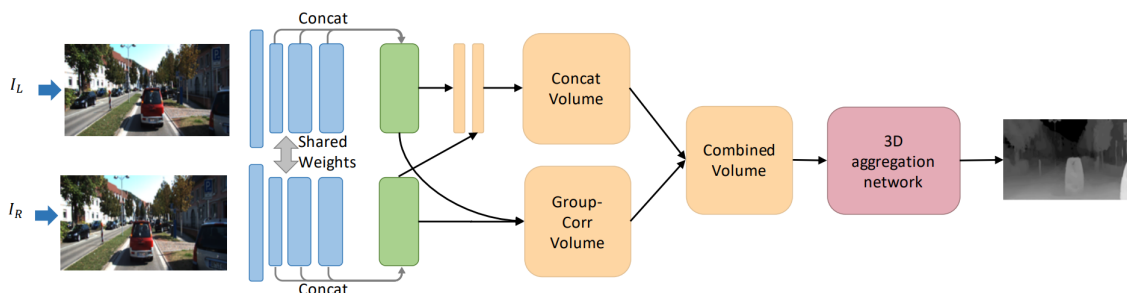 Concat
I_L
Shared
Weights
Concat
Volume
Combined
Volume
3D
aggregation
network
I_R
Group-
Corr
Volume
Concat